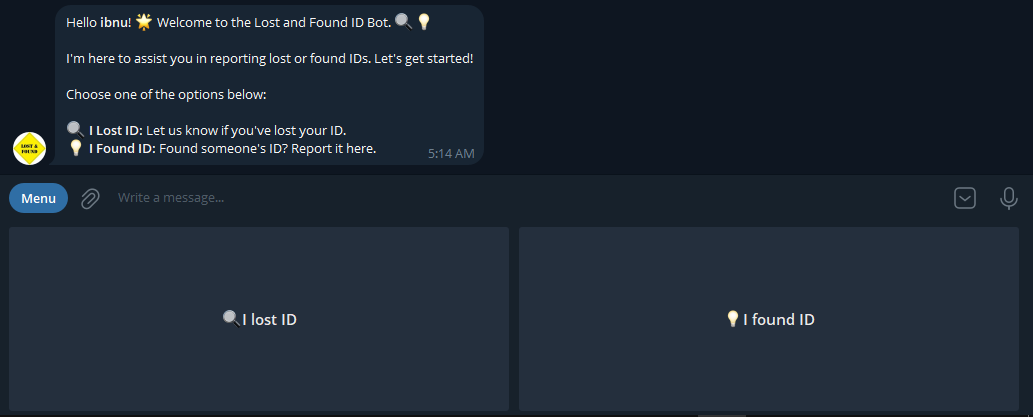 Hello ibnu! 🌟 Welcome to the Lost and Found ID Bot. 🔍 💡
I'm here to assist you in reporting lost or found IDs. Let's get started!
Choose one of the options below:
🔍 I Lost ID: Let us know if you've lost your ID.
💡 I Found ID: Found someone's ID? Report it here.
5:14 AM
LOST &
FOUND
Menu
Write a message...
🔍I lost ID
💡I found ID